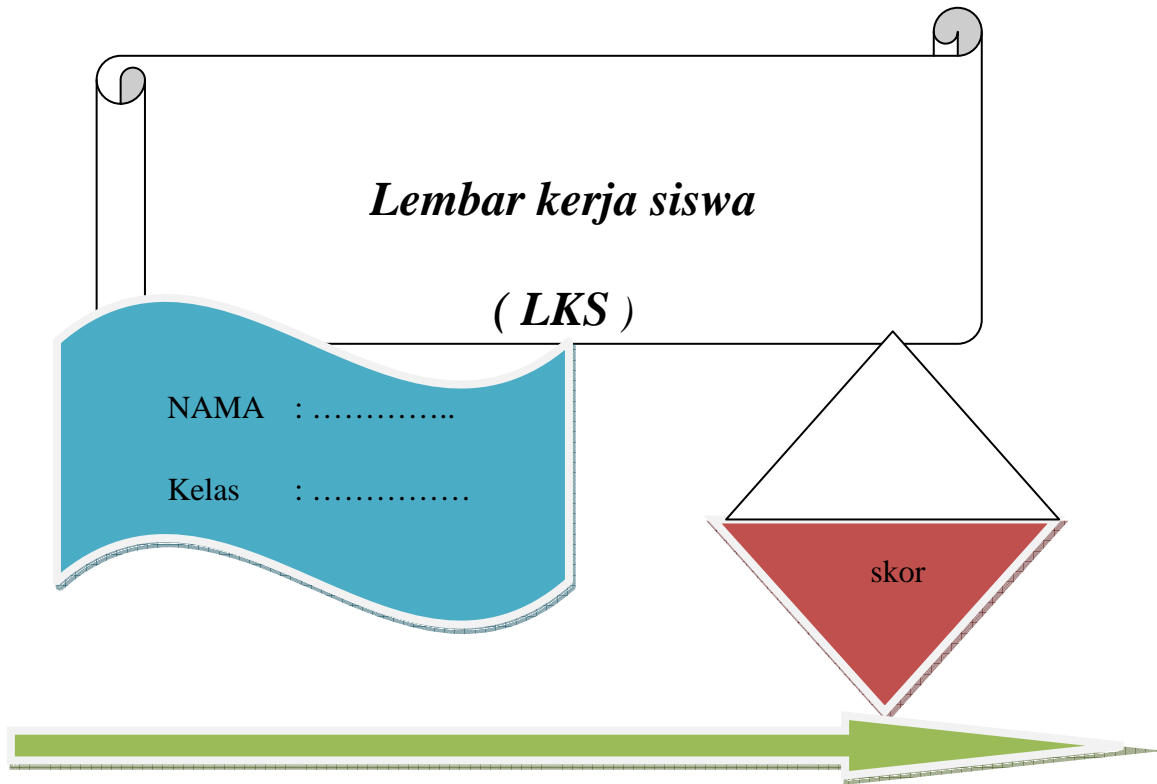 Lembar kerja siswa
( LKS )
NAMA : …………..
Kelas : ……………
skor